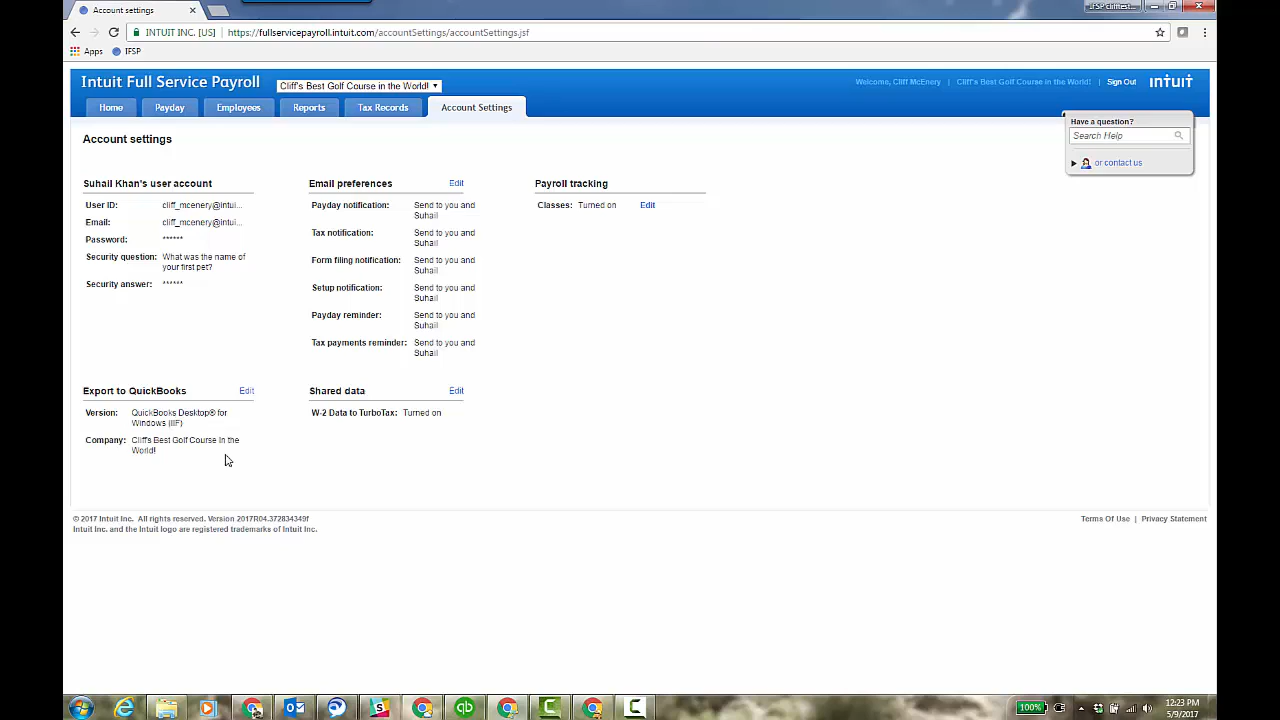 Account settings
IFSP clifftest...
INTUIT INC. [US]
https://fullservicepayroll.intuit.com/accountSettings/accountSettings.jsf
Apps
IFSP
Intuit Full Service Payroll
Cliff's Best Golf Course in the World!
Welcome, Cliff McEnery
Cliff's Best Golf Course in the World!
Sign Out
INTUIT
Home
Payday
Employees
Reports
Tax Records
Account Settings
Have a question?
Search Help
or contact us
Account settings
Suhail Khan's user account
User ID: cliff_mcenery@intui...
Email: cliff_mcenery@intui...
Password: ******
Security question: What was the name of
your first pet?
Security answer: ******
Email preferences Edit
Payday notification: Send to you and
Suhail
Tax notification: Send to you and
Suhail
Form filing notification: Send to you and
Suhail
Setup notification: Send to you and
Suhail
Payday reminder: Send to you and
Suhail
Tax payments reminder: Send to you and
Suhail
Payroll tracking
Classes: Turned on Edit
Export to QuickBooks Edit
Version: QuickBooks Desktop® for
Windows (IIF)
Company: Cliff's Best Golf Course in the
World!
Shared data Edit
W-2 Data to TurboTax: Turned on
© 2017 Intuit Inc. All rights reserved. Version 2017R04.372834349f
Intuit Inc. and the Intuit logo are registered trademarks of Intuit Inc.
Terms Of Use | Privacy Statement
100%
12:23 PM
5/9/2017